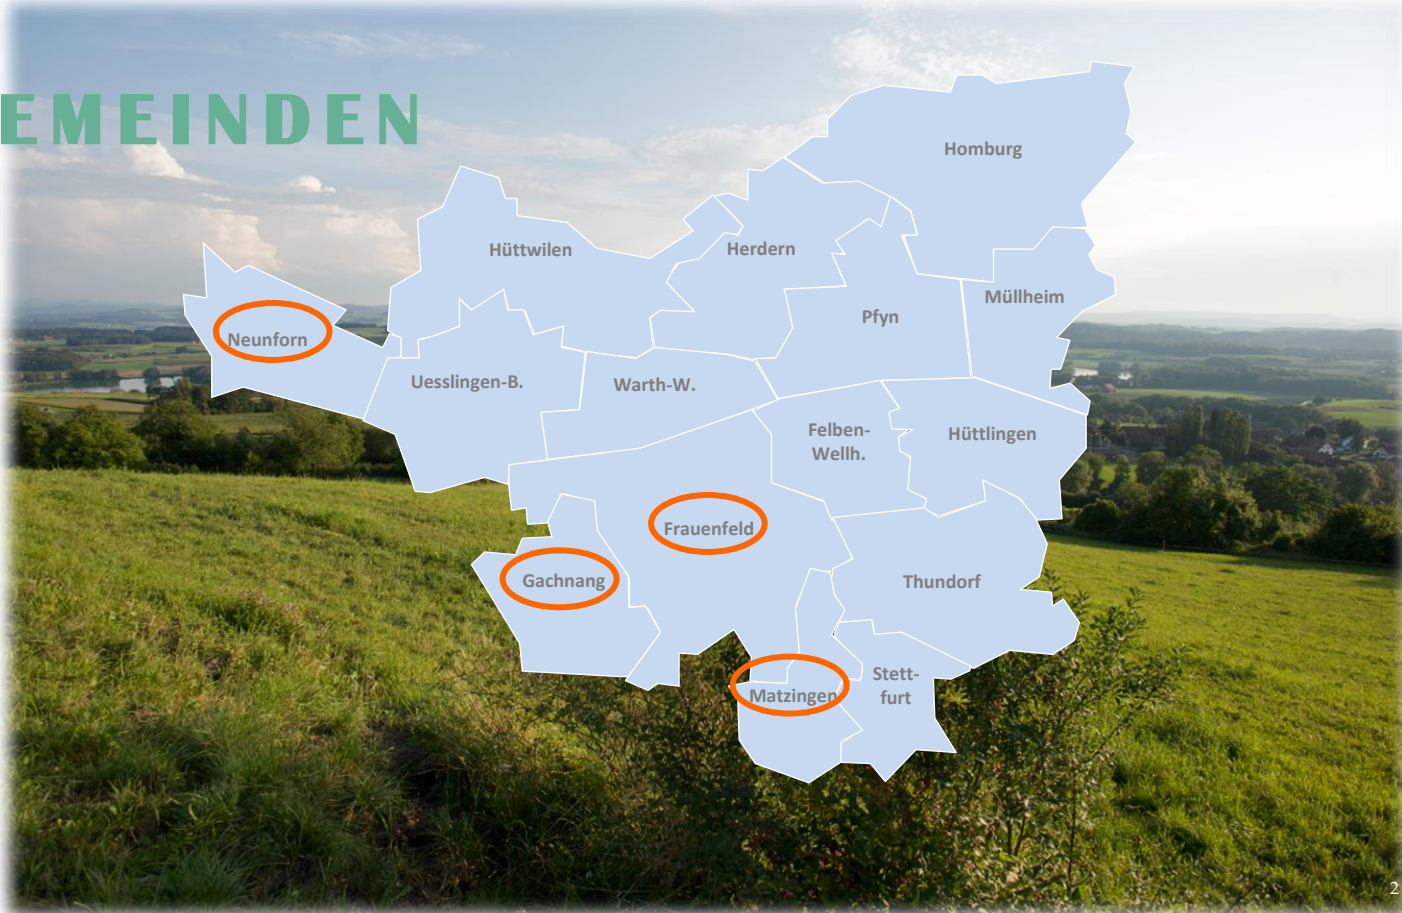 EMEINDEN
Homburg
Hüttwilen
Herdern
Müllheim
Pfyn
Neunforn
Uesslingen-B.
Warth-W.
Felben-
Wellh.
Hüttlingen
Frauenfeld
Gachnang
Thundorf
Stett-
furt
Matzingen
2